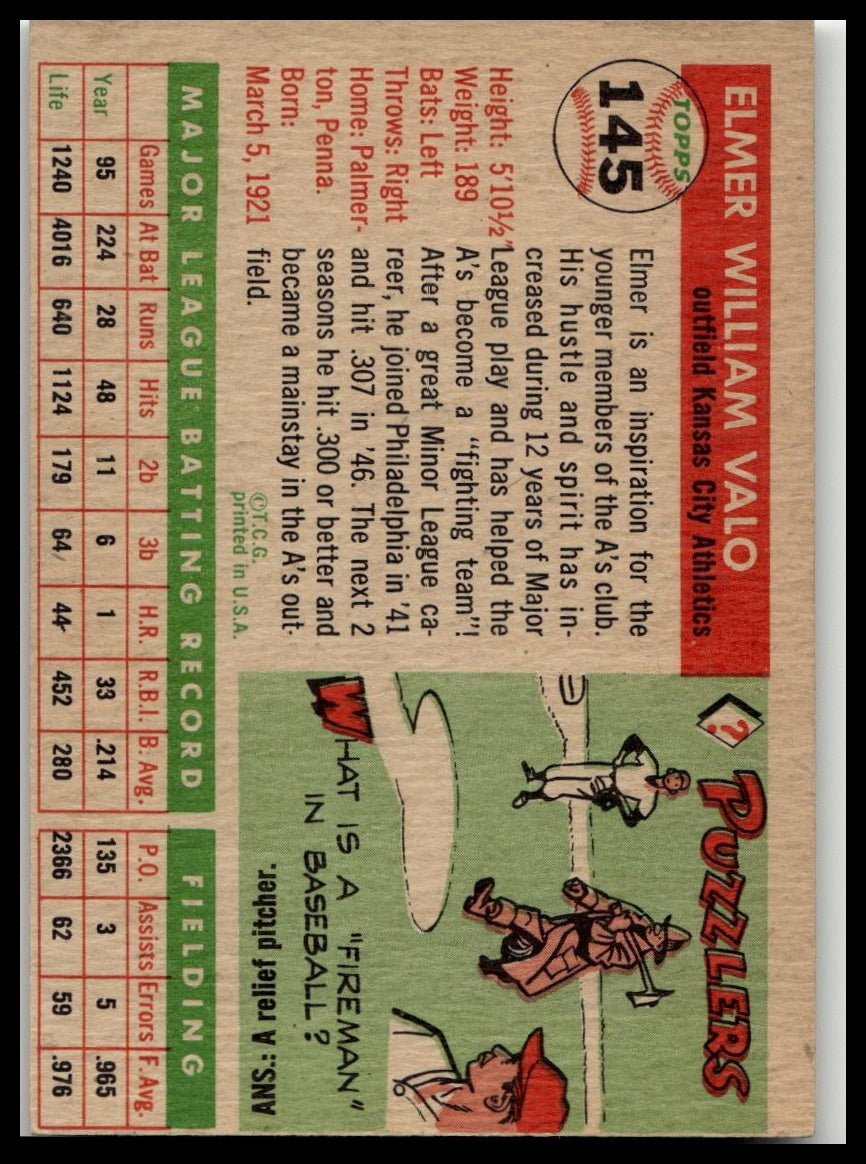 ELMER WILLIAM VALO
outfield Kansas City Athletics
TOPPS
145
Height: 5'10½"
Weight: 189
Bats: Left
Throws: Right
Home: Palmer-
ton, Penna.
Born:
March 5, 1921
Elmer is an inspiration for the
younger members of the A's club.
His hustle and spirit has in-
creased during 12 years of Major
League play and has helped the
A's become a "fighting team"!
After a great Minor League ca-
reer, he joined Philadelphia in '41
and hit .307 in '46. The next 2
seasons he hit .300 or better and
became a mainstay in the A's out-
field.
©T.C.G.
printed in U.S.A.
?
PUZZLERS
WHAT IS A "FIREMAN"
IN BASEBALL?
ANS.: A relief pitcher.
MAJOR LEAGUE BATTING RECORD FIELDING
Games At Bat Runs Hits 2b 3b H.R. R.B.I. B. Avg. P.O. Assists Errors F. Avg.
Year 95 224 28 48 11 6 1 33 .214 135 3 5 .965
Life 1240 4016 640 1124 179 64 44 452 280 2366 62 59 .976